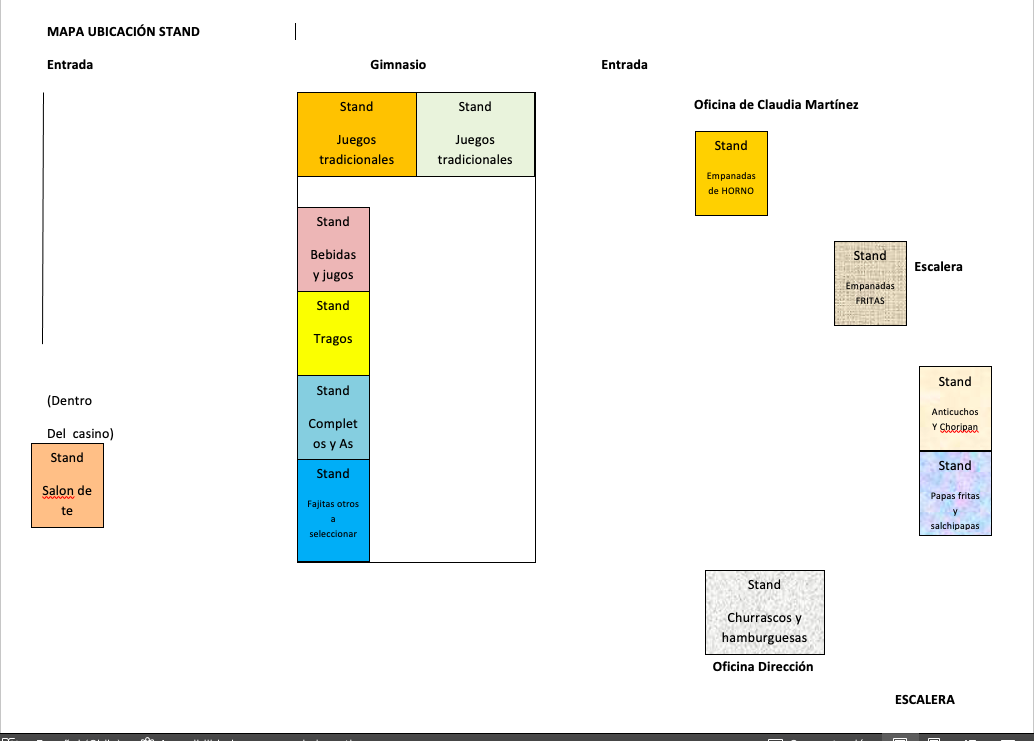 MAPA UBICACIÓN STAND
Entrada
Gimnasio
Entrada
Stand
Juegos
tradicionales
Stand
Juegos
tradicionales
Oficina de Claudia Martínez
Stand
Empanadas
de HORNO
Stand
Bebidas
y jugos
Stand
Empanadas
FRITAS
Escalera
Stand
Tragos
Stand
Complet
os y As
Stand
Anticuchos
Y Choripan
(Dentro
Del casino)
Stand
Salon de
te
Stand
Fajitas otros
a
seleccionar
Stand
Papas fritas
y
salchipapas
Stand
Churrascos y
hamburguesas
Oficina Dirección
ESCALERA